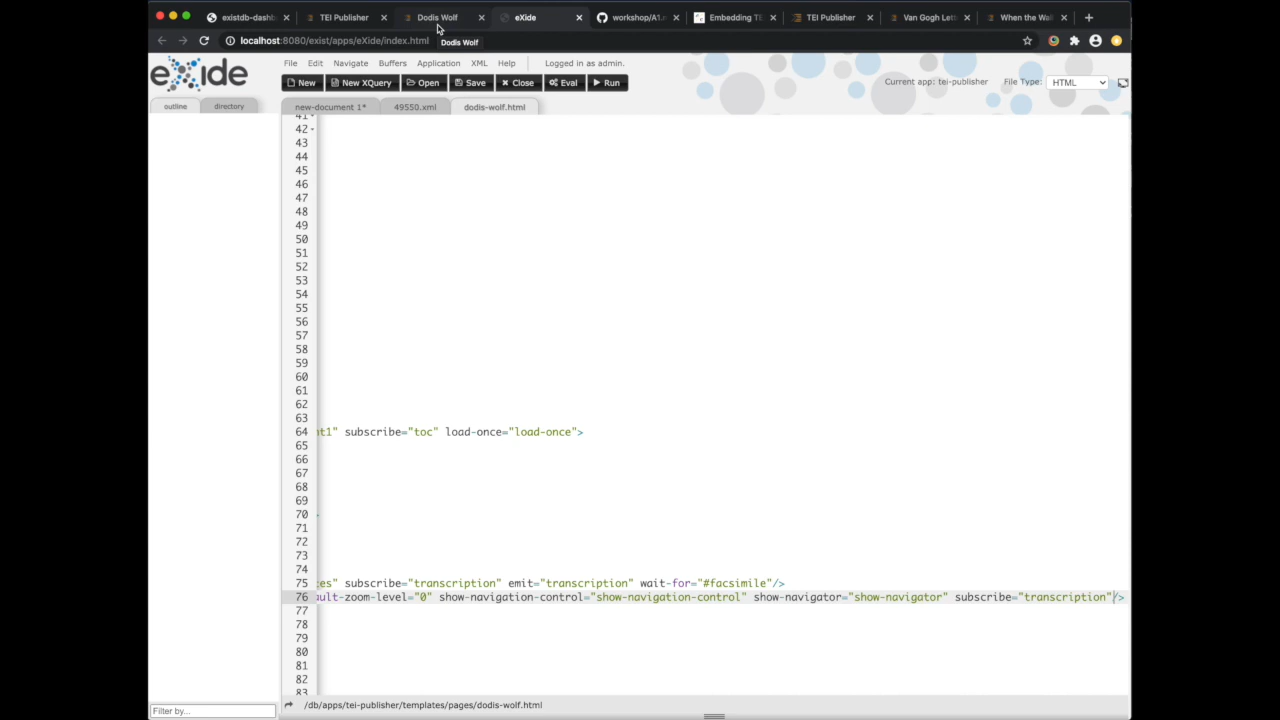 existdb-dashb
TEI Publisher
Dodis Wolf
eXide
workshop/A1.m
Embedding TE
TEI Publisher
Van Gogh Lett
When the Wal
localhost:8080/exist/apps/eXide/index.html
Dodis Wolf
eXide
File Edit Navigate Buffers Application XML Help Logged in as admin.
New New XQuery Open Save Close Eval Run
Current app: tei-publisher File Type: HTML
outline directory
new-document 1* 49550.xml dodis-wolf.html
41
42
43
44
45
46
47
48
49
50
51
52
53
54
55
56
57
58
59
60
61
62
63
64 nt1" subscribe="toc" load-once="load-once">
65
66
67
68
69
70 >
71
72
73
74
75 ces" subscribe="transcription" emit="transcription" wait-for="#facsimile"/>
76 ault-zoom-level="0" show-navigation-control="show-navigation-control" show-navigator="show-navigator" subscribe="transcription"/>
77
78
79
80
81
82
83
Filter by...
/db/apps/tei-publisher/templates/pages/dodis-wolf.html